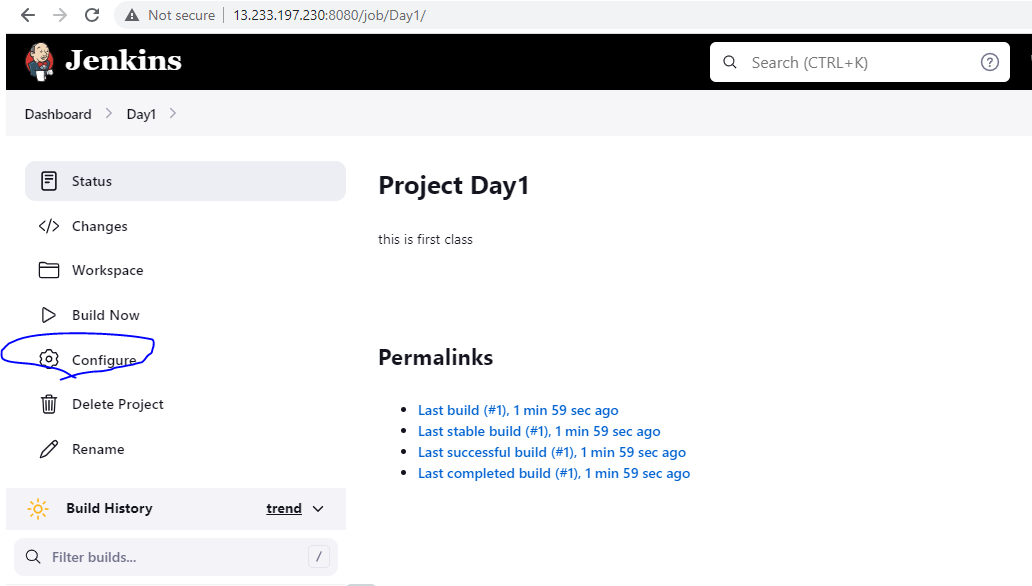 Not secure 13.233.197.230:8080/job/Day1/
Jenkins
Search (CTRL+K)
Dashboard Day1
Status
Changes
Workspace
Build Now
Configure
Delete Project
Rename
Build History trend
Filter builds... /
Project Day1
this is first class
Permalinks
Last build (#1), 1 min 59 sec ago
Last stable build (#1), 1 min 59 sec ago
Last successful build (#1), 1 min 59 sec ago
Last completed build (#1), 1 min 59 sec ago